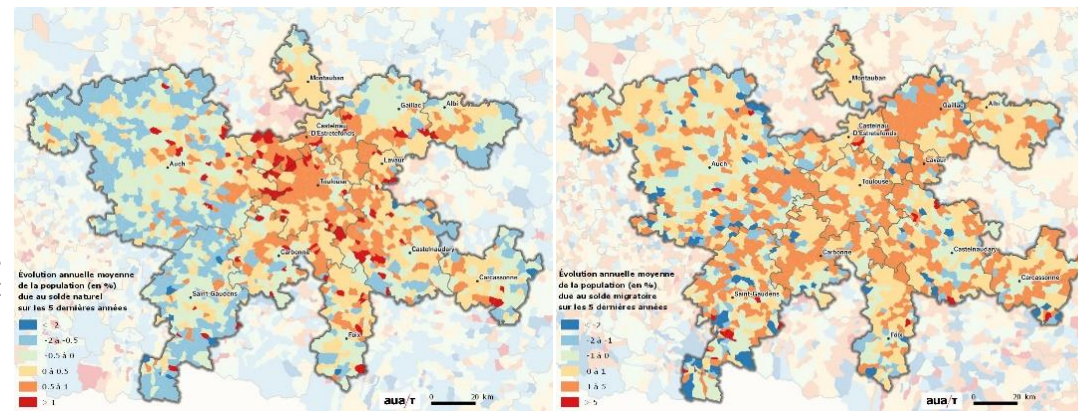 Montauban
Gaillac
Albi
Castelnau
D'Estretefonds
Lavaur
Auch
Toulouse
Carbonne
Castelnaudary
Carcassonne
Saint-Gaudens
Foix
Évolution annuelle moyenne
de la population (en %)
due au solde naturel
sur les 5 dernières années
< -2
-2 à -0.5
-0.5 à 0
0 à 0.5
0.5 à 1
> 1
aua/T
0 20 km
Montauban
Gaillac
Albi
Castelnau
D'Estretefonds
Lavaur
Auch
Toulouse
Carbonne
Castelnaudary
Carcassonne
Saint-Gaudens
Foix
Évolution annuelle moyenne
de la population (en %)
due au solde migratoire
sur les 5 dernières années
< -2
-2 à -1
-1 à 0
0 à 1
1 à 5
> 5
aua/T
0 20 km